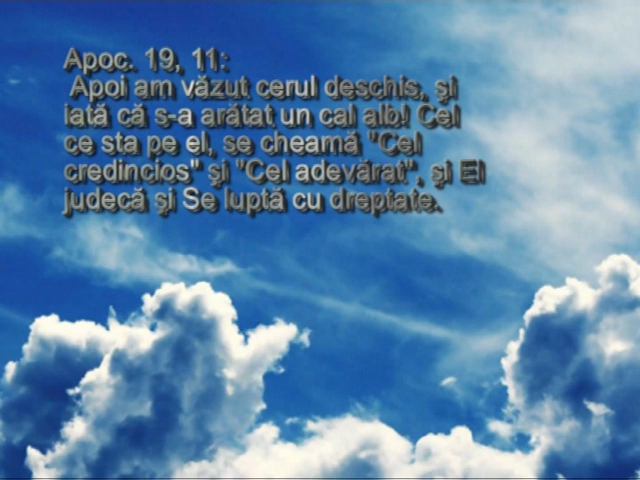 Apoc. 19, 11:
Apoi am văzut cerul deschis, şi
iată că s-a arătat un cal alb! Cel
ce sta pe el, se cheamă "Cel
credincios" şi "Cel adevărat", şi El
judecă şi Se luptă cu dreptate.